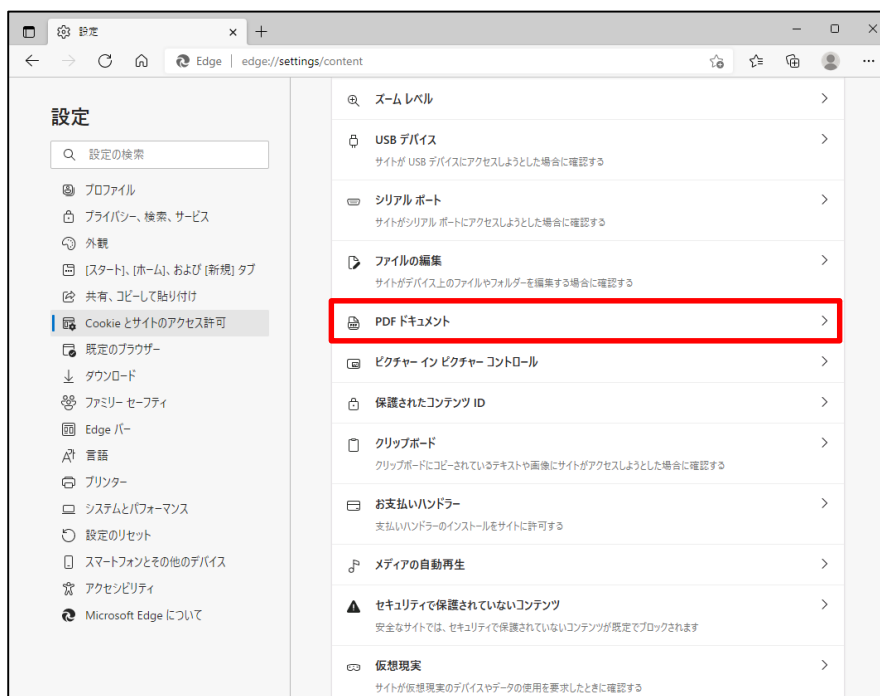 設定
Edge
edge://settings/content
設定
設定の検索
プロファイル
プライバシー、検索、サービス
外観
[スタート]、[ホーム]、および [新規] タブ
共有、コピーして貼り付け
Cookie とサイトのアクセス許可
既定のブラウザー
ダウンロード
ファミリー セーフティ
Edge バー
言語
プリンター
システムとパフォーマンス
設定のリセット
スマートフォンとその他のデバイス
アクセシビリティ
Microsoft Edge について
ズーム レベル
USB デバイス
サイトが USB デバイスにアクセスしようとした場合に確認する
シリアル ポート
サイトがシリアル ポートにアクセスしようとした場合に確認する
ファイルの編集
サイトがデバイス上のファイルやフォルダーを編集する場合に確認する
PDF ドキュメント
ピクチャー イン ピクチャー コントロール
保護されたコンテンツ ID
クリップボード
クリップボードにコピーされているテキストや画像にサイトがアクセスしようとした場合に確認する
お支払いハンドラー
支払いハンドラーのインストールをサイトに許可する
メディアの自動再生
セキュリティで保護されていないコンテンツ
安全なサイトでは、セキュリティで保護されていないコンテンツが既定でブロックされます
仮想現実
サイトが仮想現実のデバイスやデータの使用を要求したときに確認する